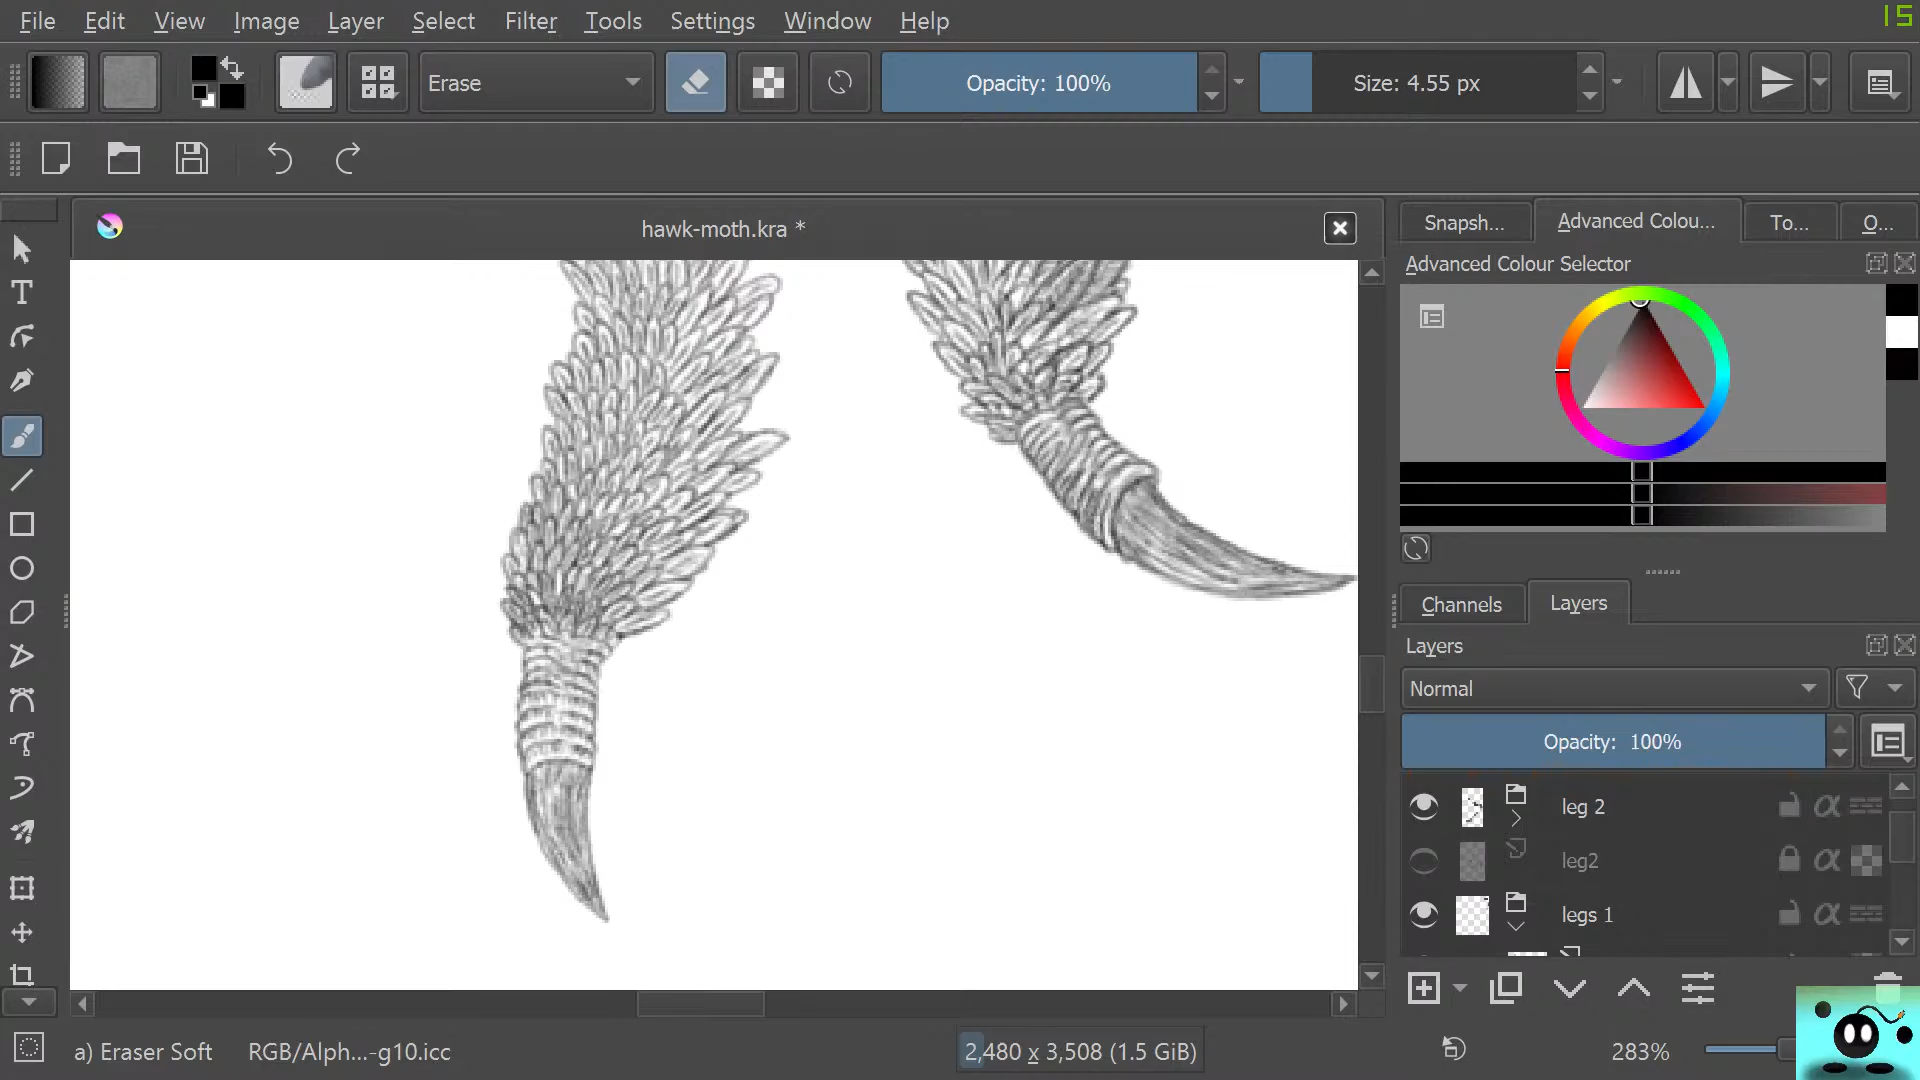 File Edit View Image Layer Select Filter Tools Settings Window Help
15
Erase
Opacity: 100%
Size: 4.55 px
hawk-moth.kra *
Snapsh... Advanced Colou... To... O...
Advanced Colour Selector
Channels Layers
Layers
Normal
Opacity: 100%
leg 2
leg2
legs 1
a) Eraser Soft RGB/Alph...-g10.icc 2,480 x 3,508 (1.5 GiB) 283%